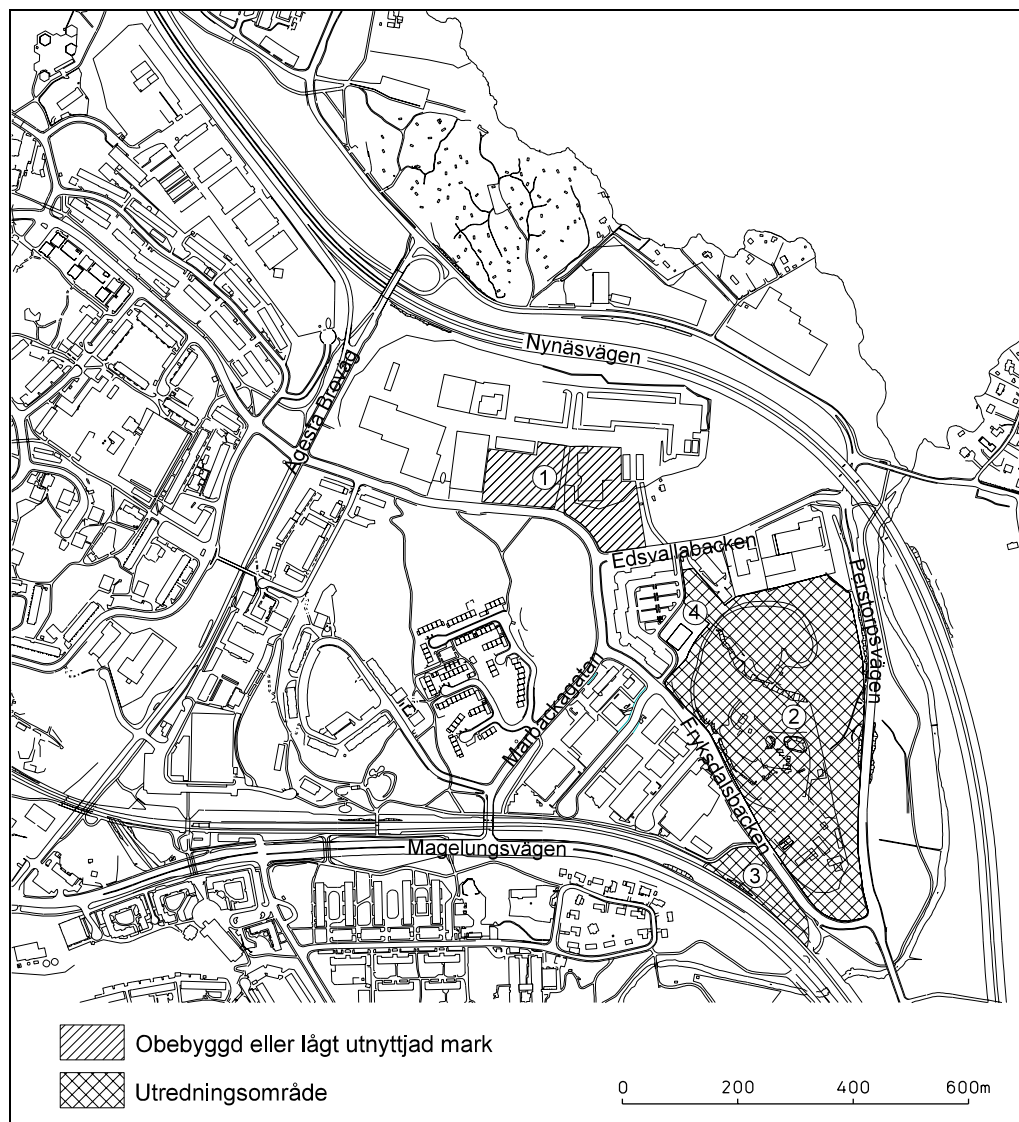 Nynäsvägen
Ågesta Broväg
1
Edsvallabacken
Perstorpsvägen
4
Mårbackagatan
2
Fryksdalsbacken
Magelungsvägen
3
Obebyggd eller lågt utnyttjad mark
Utredningsområde
0 200 400 600m